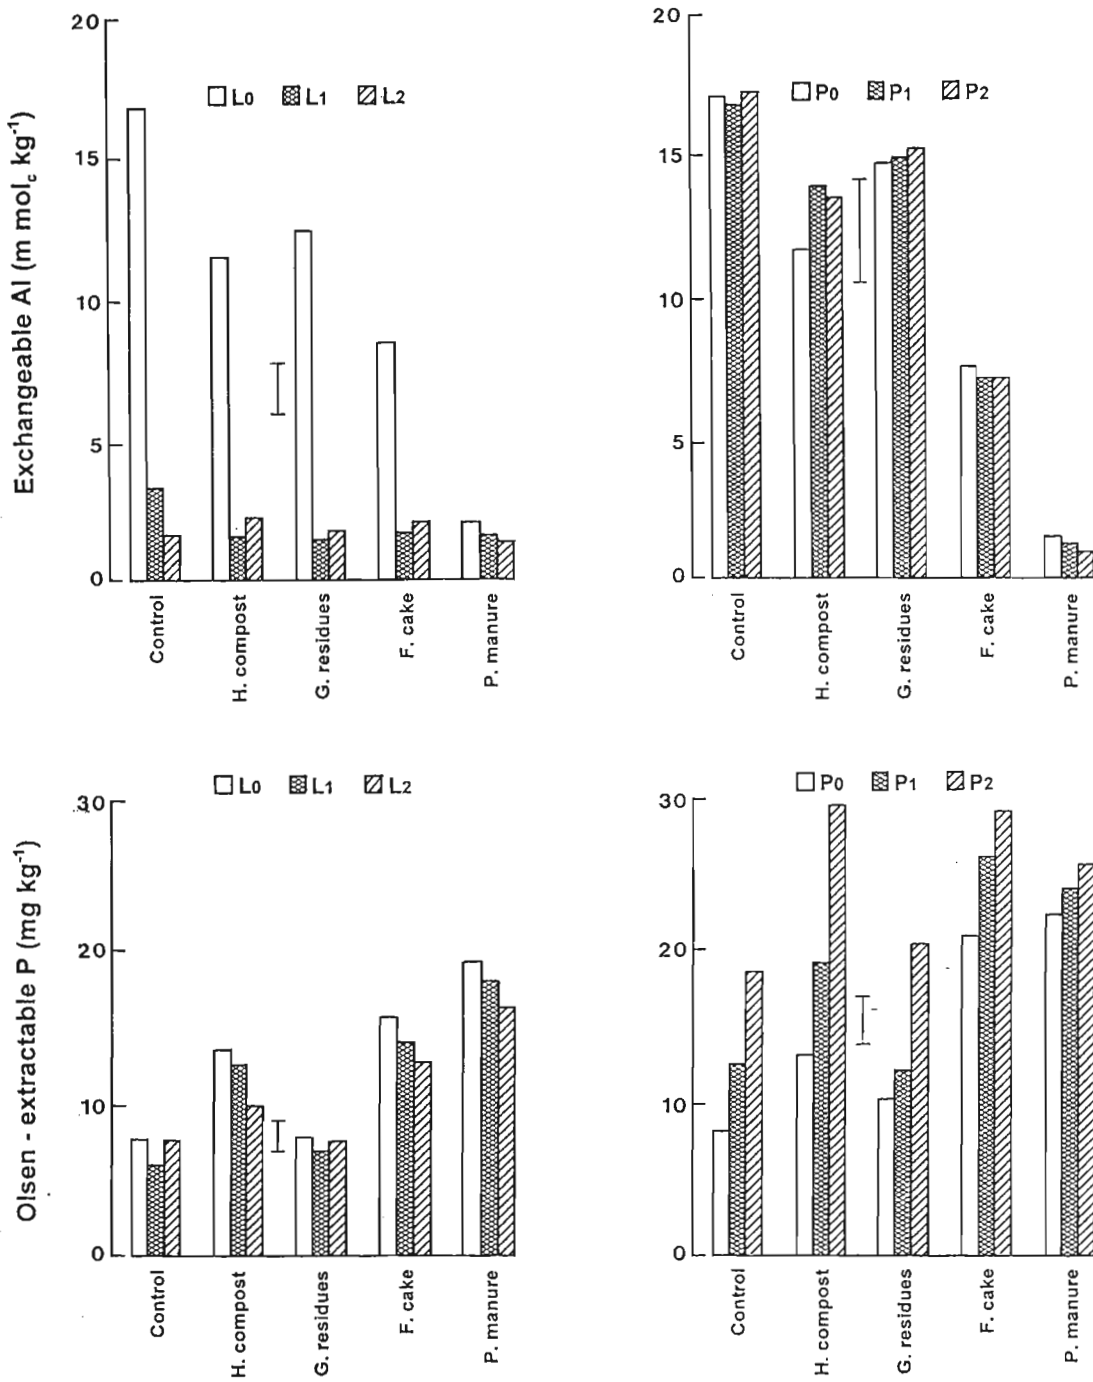 Exchangeable Al (m mol_c kg⁻¹)
20
15
10
5
0
L0 L1 L2
Control
H. compost
G. residues
F. cake
P. manure
20
15
10
5
0
P0 P1 P2
Control
H. compost
G. residues
F. cake
P. manure
Olsen - extractable P (mg kg⁻¹)
30
20
10
0
L0 L1 L2
Control
H. compost
G. residues
F. cake
P. manure
30
20
10
0
P0 P1 P2
Control
H. compost
G. residues
F. cake
P. manure